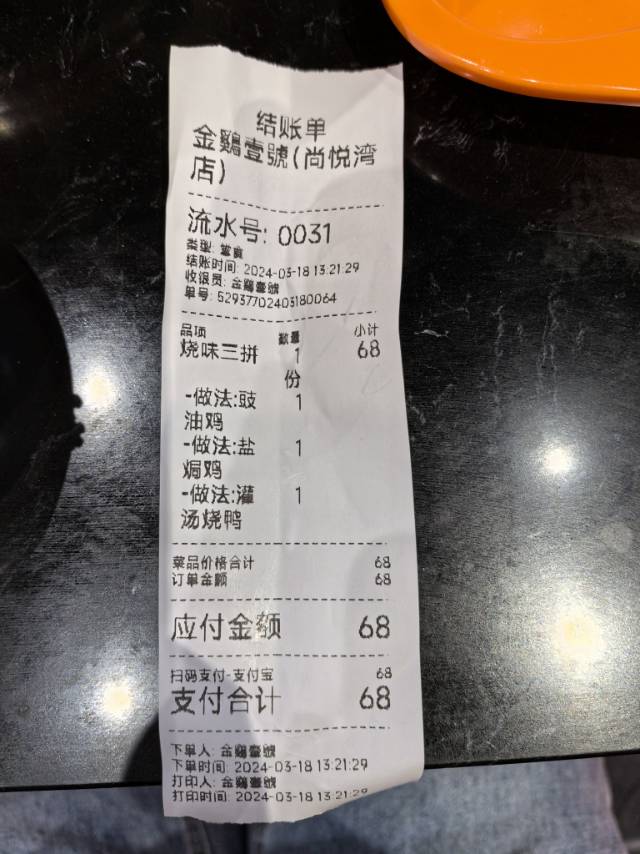 结账单
金鷄壹號(尚悦湾
店)
流水号: 0031
类型: 堂食
结账时间: 2024-03-18 13:21:29
收银员: 金鷄壹號
单号: 52937702403180064
品项 数量 小计
烧味三拼 1 68
份
-做法:豉 1
油鸡
-做法:盐 1
焗鸡
-做法:灌 1
汤烧鸭
菜品价格合计 68
订单金额 68
应付金额 68
扫码支付-支付宝 68
支付合计 68
下单人: 金鷄壹號
下单时间: 2024-03-18 13:21:29
打印人: 金鷄壹號
打印时间: 2024-03-18 13:21:29